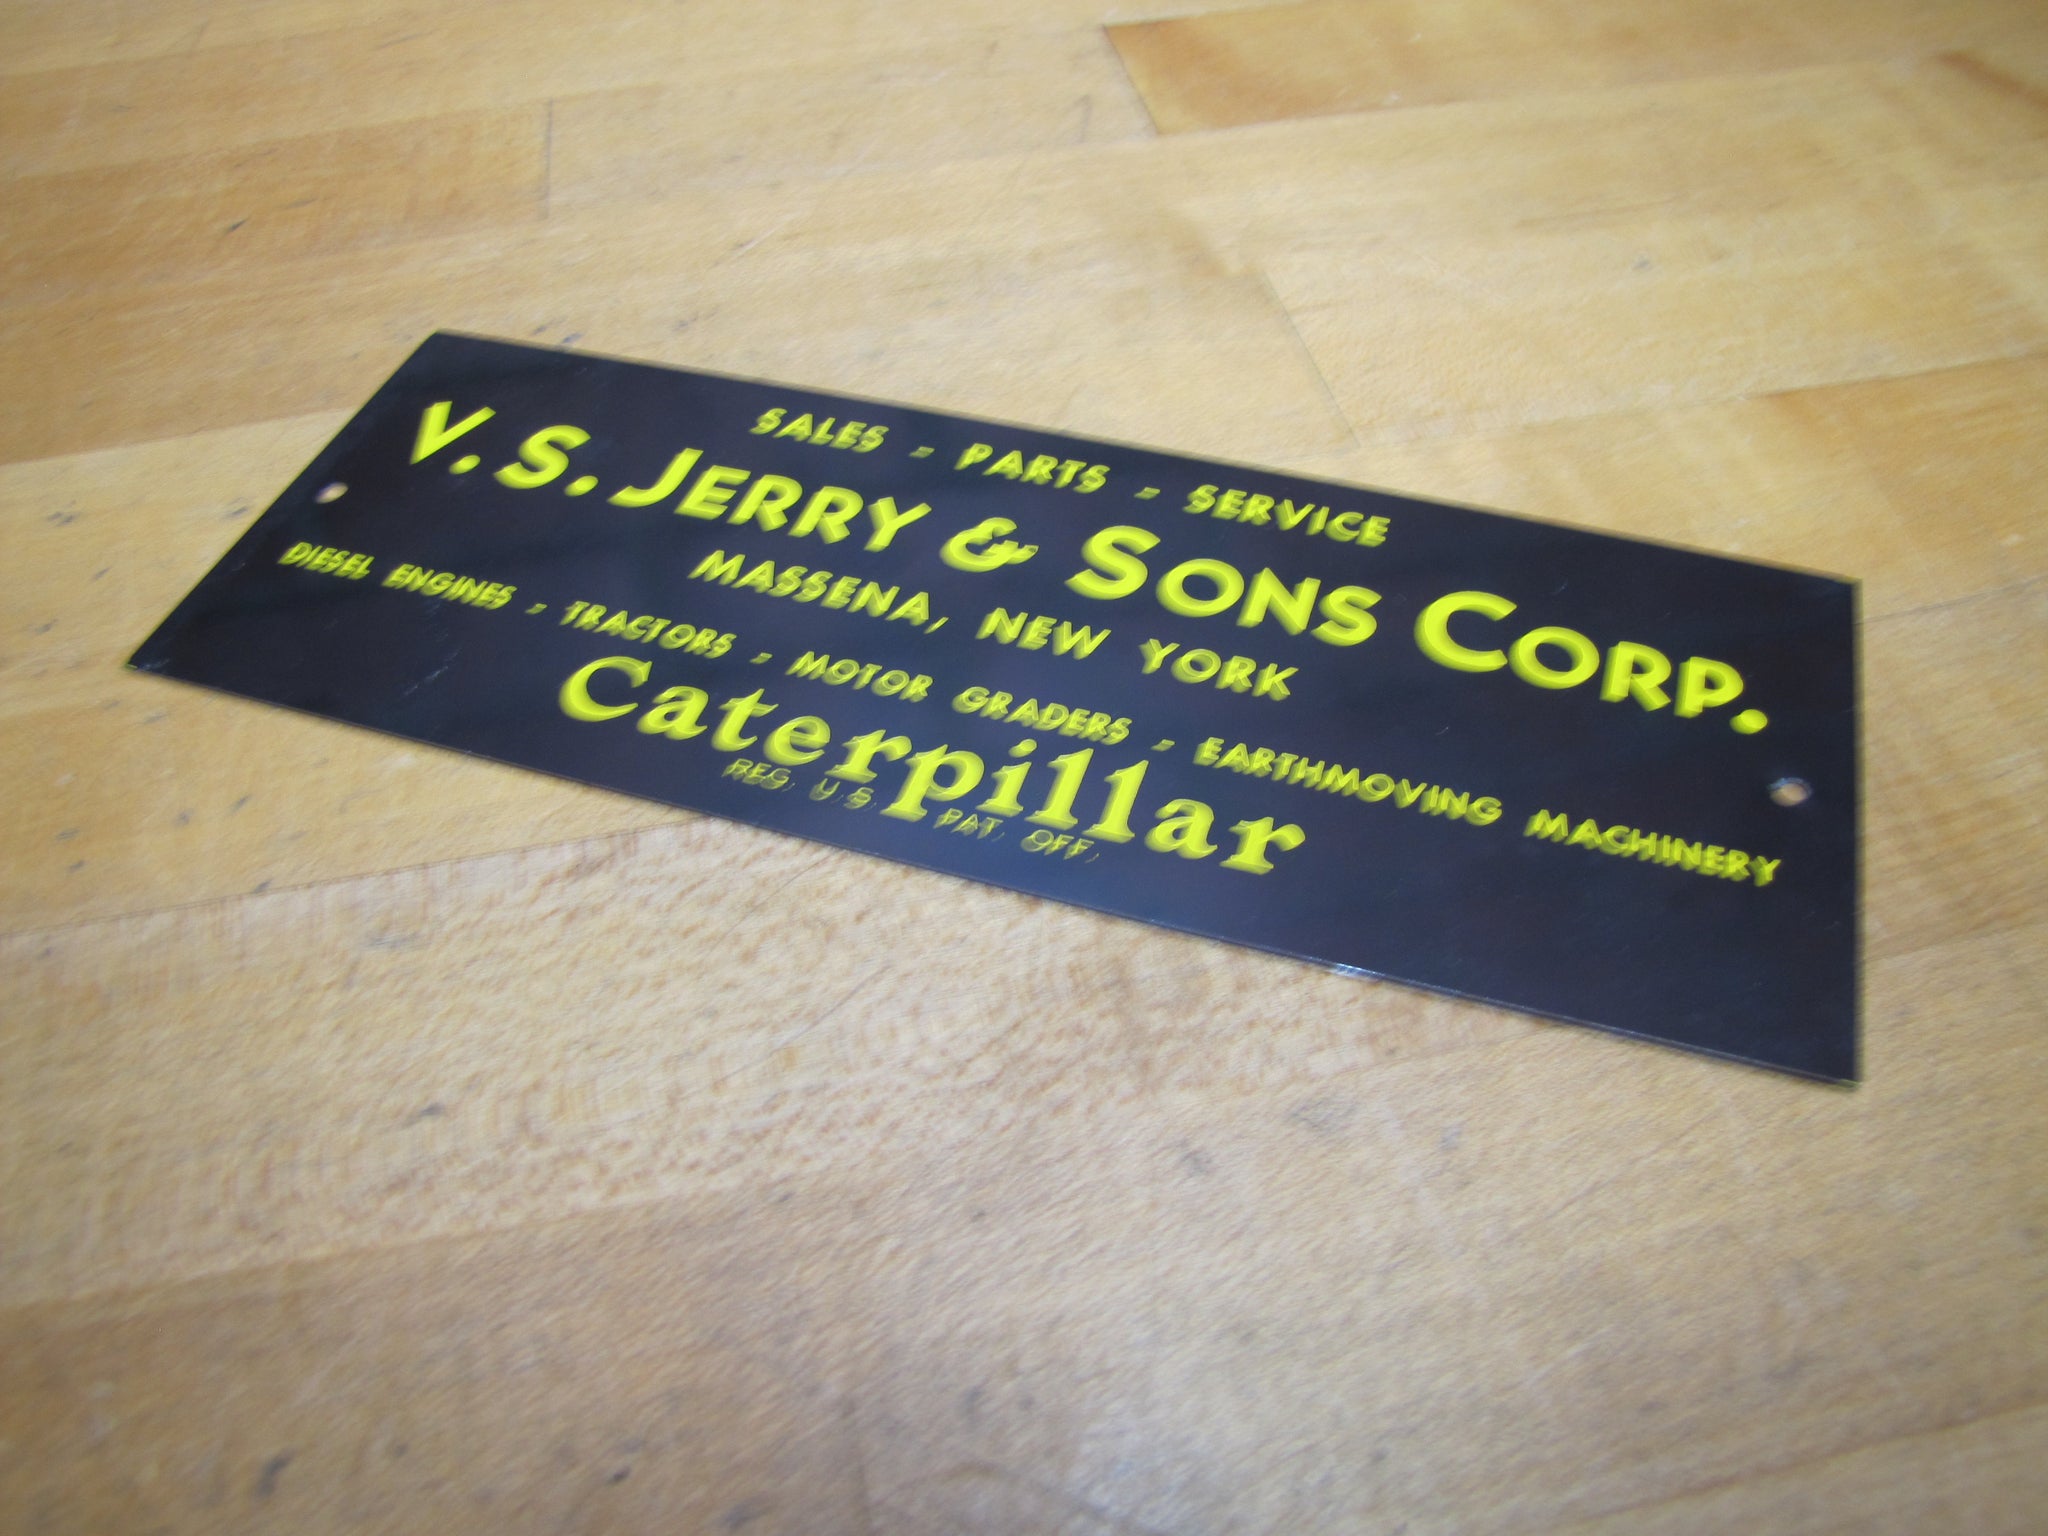 SALES - PARTS - SERVICE
V. S. JERRY & SONS CORP.
MASSENA, NEW YORK
DIESEL ENGINES - TRACTORS - MOTOR GRADERS - EARTHMOVING MACHINERY
Caterpillar
REG. U.S. PAT. OFF.